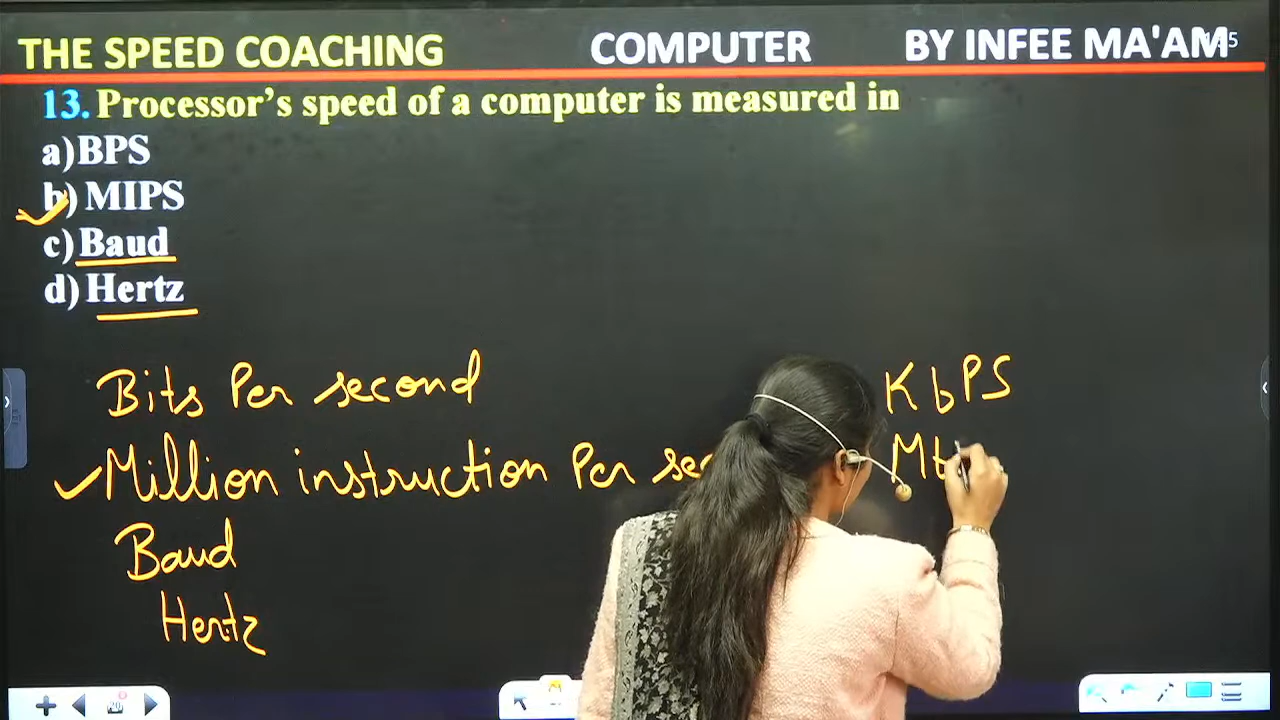 THE SPEED COACHING COMPUTER BY INFEE MA'AM
13. Processor's speed of a computer is measured in
a) BPS
b) MIPS
c) Baud
d) Hertz
Bits Per second KbPS
Million instruction Per
Baud
Hertz